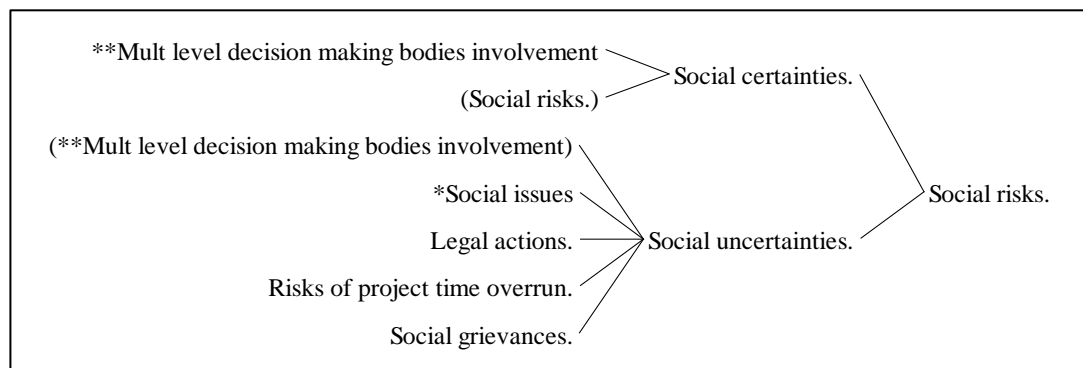 **Mult level decision making bodies involvement
Social certainties.
(Social risks.)
(**Mult level decision making bodies involvement)
*Social issues
Social risks.
Legal actions.
Social uncertainties.
Risks of project time overrun.
Social grievances.